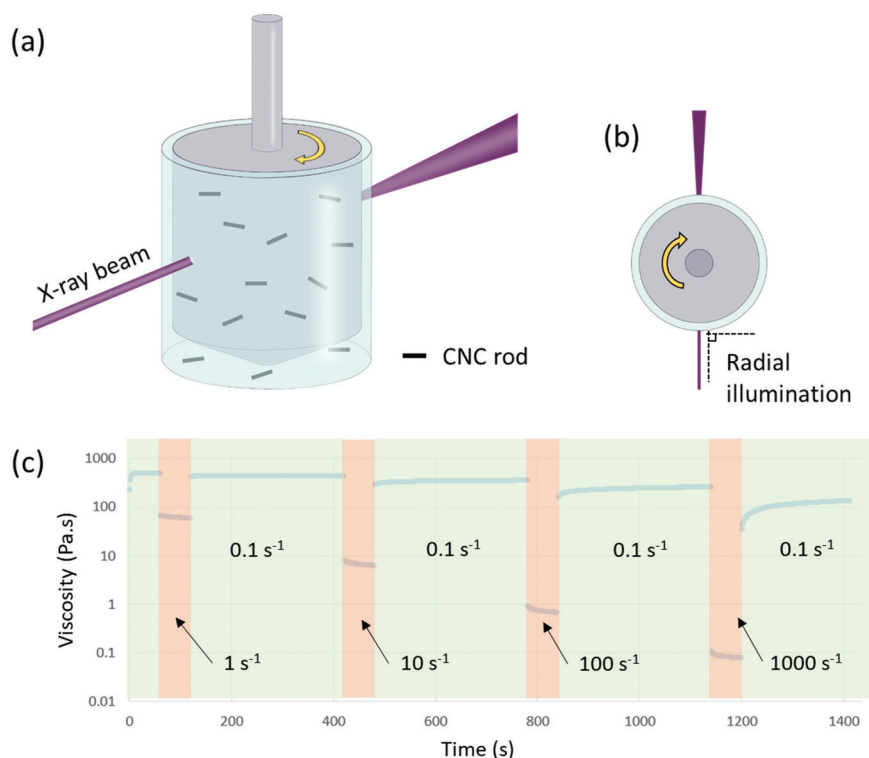 (a)
X-ray beam
CNC rod
(b)
Radial
illumination
(c)
Viscosity (Pa.s)
1000
100
10
1
0.1
0.01
0.1 s⁻¹
0.1 s⁻¹
0.1 s⁻¹
0.1 s⁻¹
1 s⁻¹
10 s⁻¹
100 s⁻¹
1000 s⁻¹
0
200
400
600
800
1000
1200
1400
Time (s)